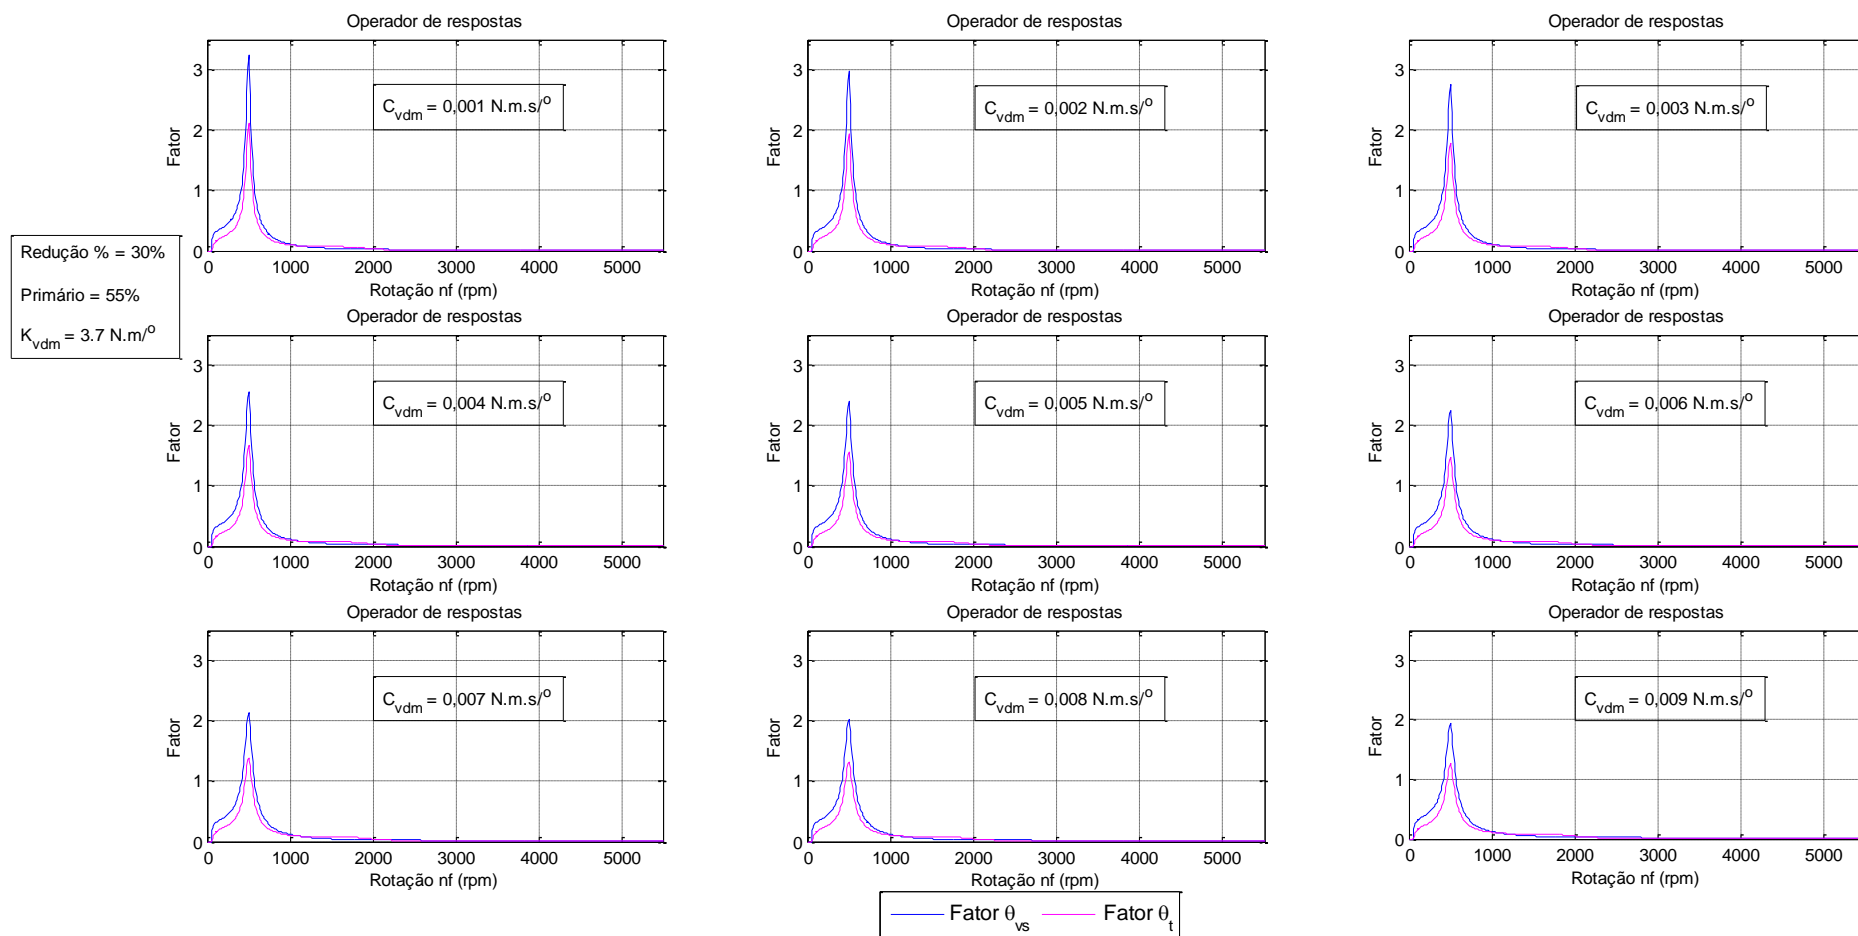 Operador de respostas
Operador de respostas
Operador de respostas
3
2
1
0
Fator
C_vdm = 0,001 N.m.s/º
0 1000 2000 3000 4000 5000
Rotação nf (rpm)
3
2
1
0
Fator
C_vdm = 0,002 N.m.s/º
0 1000 2000 3000 4000 5000
Rotação nf (rpm)
3
2
1
0
Fator
C_vdm = 0,003 N.m.s/º
0 1000 2000 3000 4000 5000
Rotação nf (rpm)
Redução % = 30%
Primário = 55%
K_vdm = 3.7 N.m/º
Operador de respostas
Operador de respostas
Operador de respostas
3
2
1
0
Fator
C_vdm = 0,004 N.m.s/º
0 1000 2000 3000 4000 5000
Rotação nf (rpm)
3
2
1
0
Fator
C_vdm = 0,005 N.m.s/º
0 1000 2000 3000 4000 5000
Rotação nf (rpm)
3
2
1
0
Fator
C_vdm = 0,006 N.m.s/º
0 1000 2000 3000 4000 5000
Rotação nf (rpm)
Operador de respostas
Operador de respostas
Operador de respostas
3
2
1
0
Fator
C_vdm = 0,007 N.m.s/º
0 1000 2000 3000 4000 5000
Rotação nf (rpm)
3
2
1
0
Fator
C_vdm = 0,008 N.m.s/º
0 1000 2000 3000 4000 5000
Rotação nf (rpm)
3
2
1
0
Fator
C_vdm = 0,009 N.m.s/º
0 1000 2000 3000 4000 5000
Rotação nf (rpm)
Fator θ_vs Fator θ_t